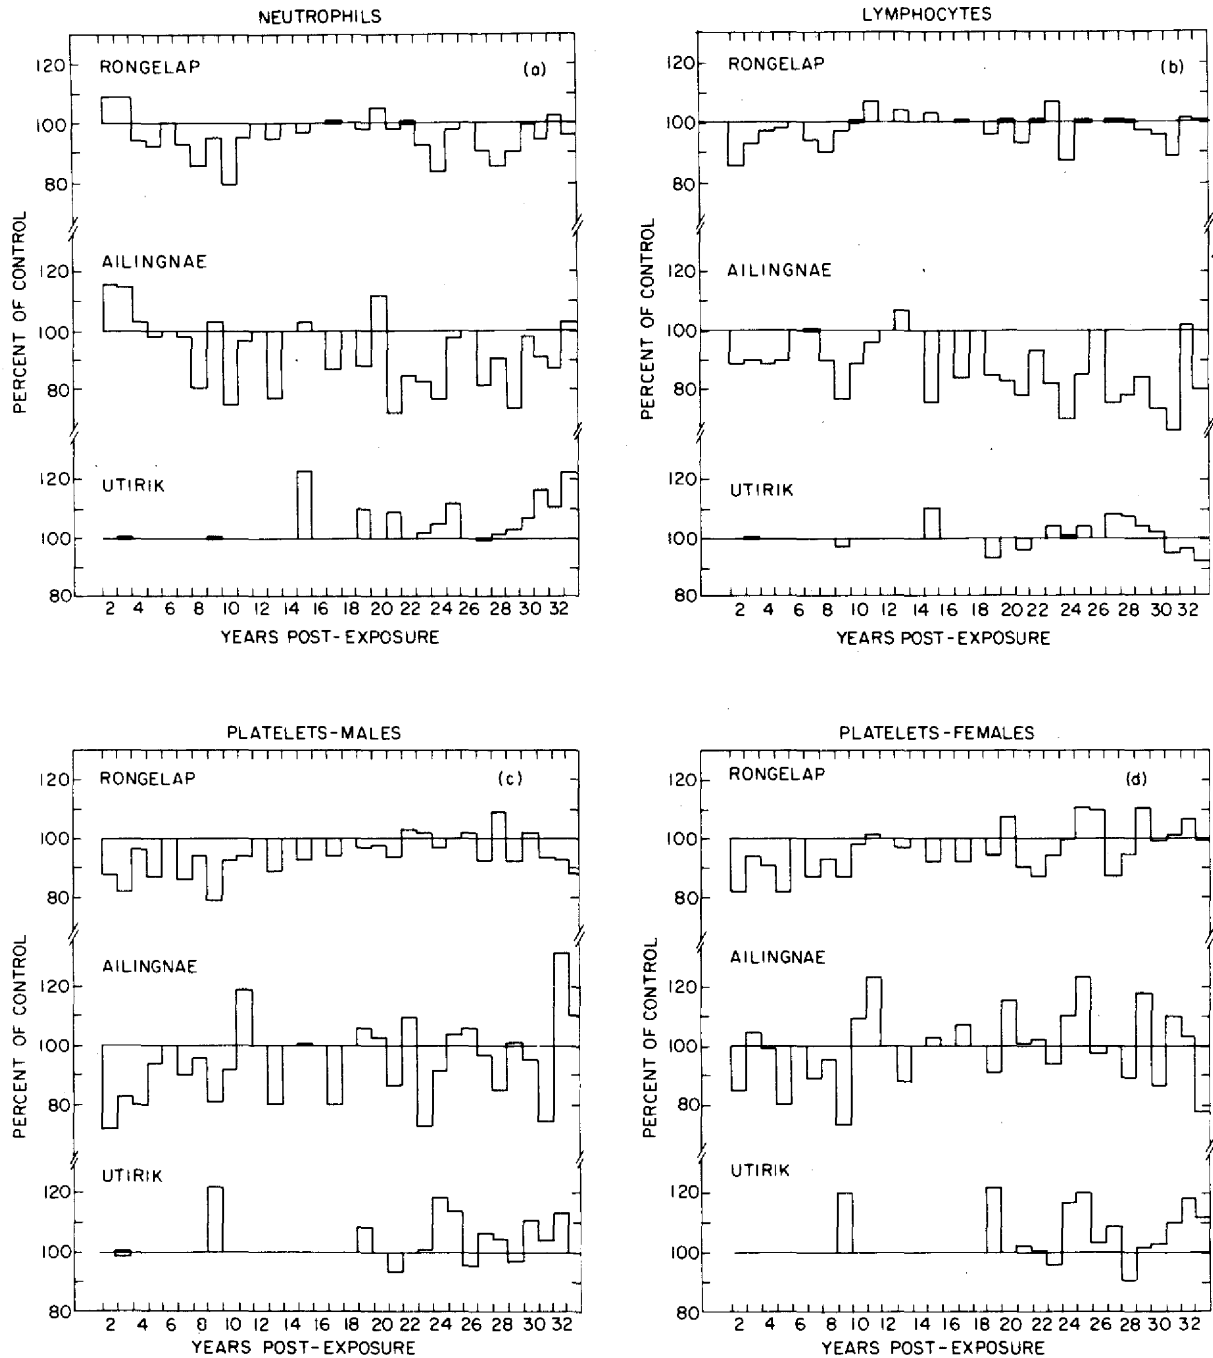 NEUTROPHILS
120
RONGELAP
(a)
100
80
AILINGNAE
120
100
80
UTIRIK
120
100
80
2 4 6 8 10 12 12 14 16 18 20 22 24 26 28 30 32
YEARS POST-EXPOSURE
PERCENT OF CONTROL
LYMPHOCYTES
120
RONGELAP
(b)
100
80
AILINGNAE
120
100
80
UTIRIK
120
100
80
2 4 6 8 10 12 14 16 18 20 22 24 26 28 30 32
YEARS POST-EXPOSURE
PERCENT OF CONTROL
PLATELETS-MALES
120
RONGELAP
(c)
100
80
AILINGNAE
120
100
80
UTIRIK
120
100
80
2 4 6 8 10 12 14 16 18 20 22 24 26 28 30 32
YEARS POST-EXPOSURE
PERCENT OF CONTROL
PLATELETS-FEMALES
120
RONGELAP
(d)
100
80
AILINGNAE
120
100
80
UTIRIK
120
100
80
2 4 6 8 10 12 14 16 18 20 22 24 26 28 30 32
YEARS POST-EXPOSURE
PERCENT OF CONTROL